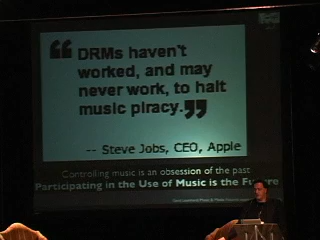 ❝ DRMs haven't
worked, and may
never work, to halt
music piracy.❞
-- Steve Jobs, CEO, Apple
Controlling music is an obsession of the past
Participating in the Use of Music is the Future